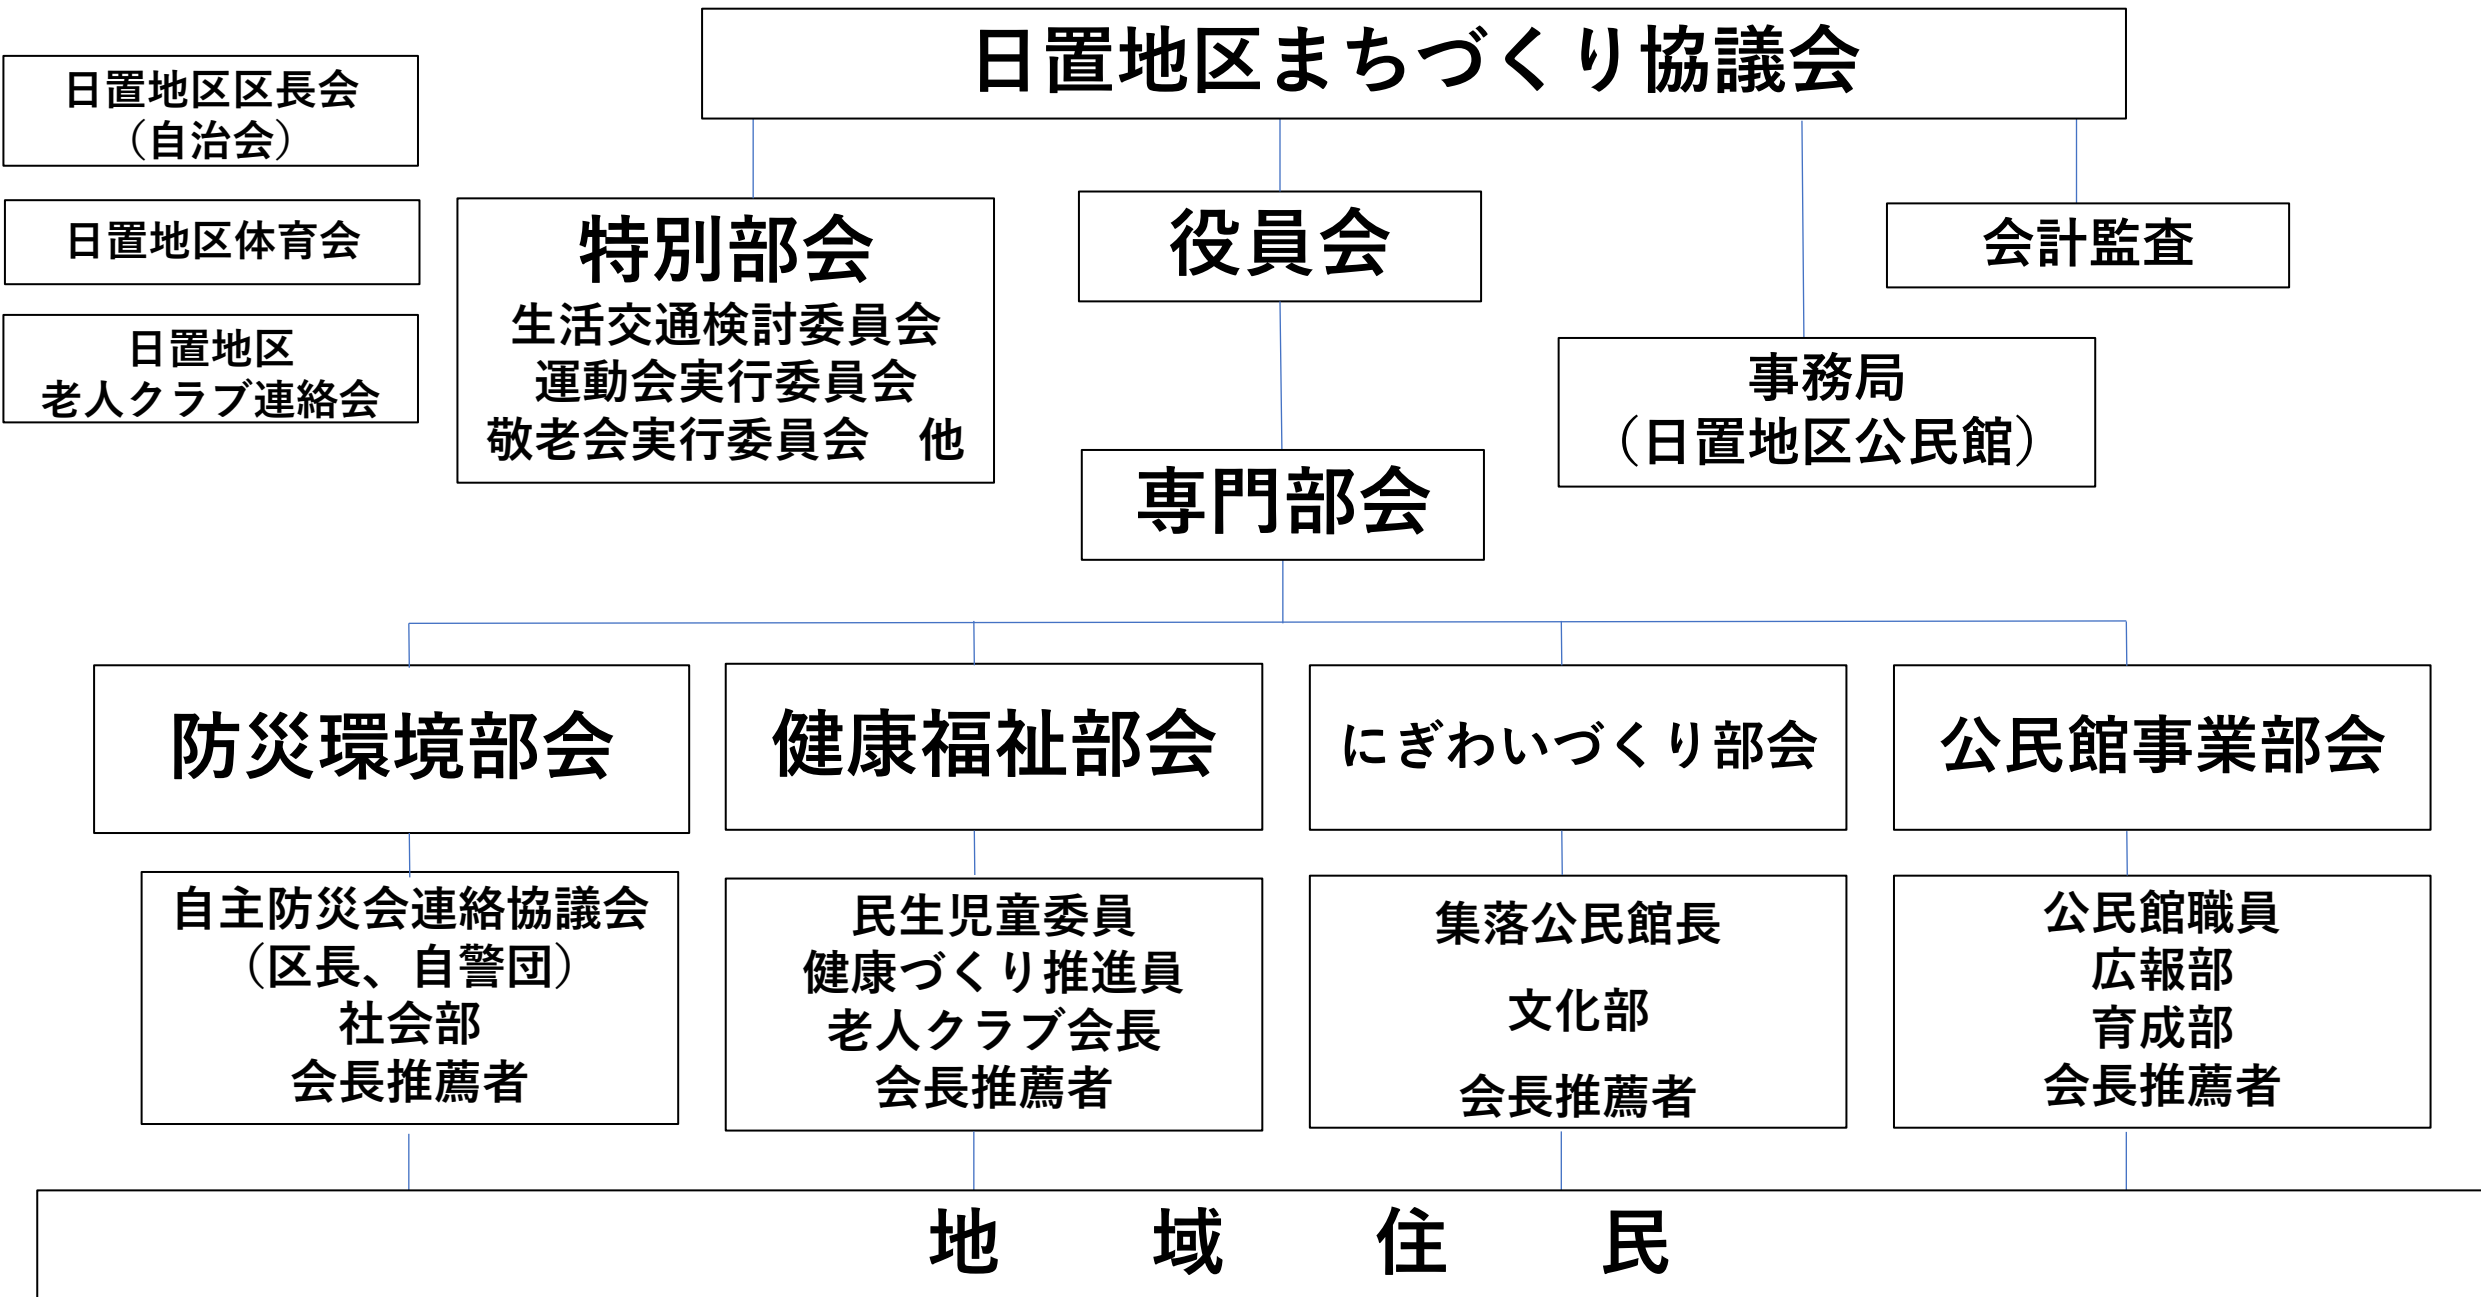 日置地区まちづくり協議会
日置地区区長会
（自治会）
日置地区体育会
日置地区
老人クラブ連絡会
特別部会
生活交通検討委員会
運動会実行委員会
敬老会実行委員会　他
役員会
会計監査
事務局
（日置地区公民館）
専門部会
防災環境部会
健康福祉部会
にぎわいづくり部会
公民館事業部会
自主防災会連絡協議会
（区長、自警団）
社会部
会長推薦者
民生児童委員
健康づくり推進員
老人クラブ会長
会長推薦者
集落公民館長
文化部
会長推薦者
公民館職員
広報部
育成部
会長推薦者
地　域　住　民